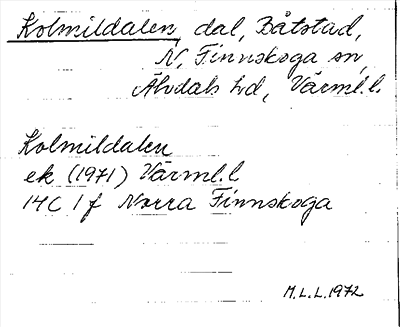 Kolmildalen, dal, Båtstad,
N. Finnskoga sn,
Älvdals hd, Värml. l.
Kolmildalen
ek (1971) Värml. l
14C 1 f Norra Finnskoga
M.L.L. 1972